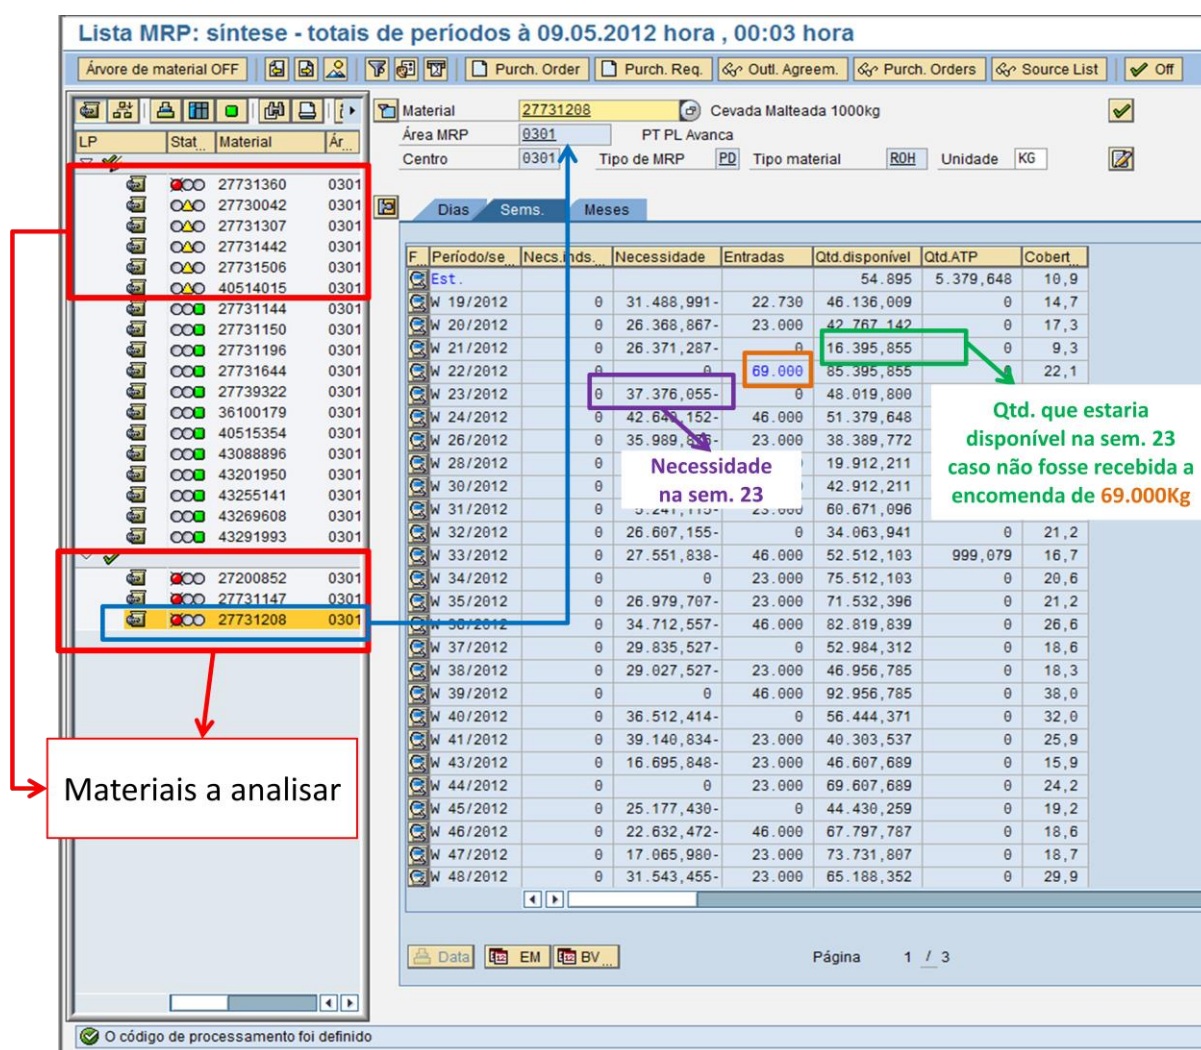 Lista MRP: síntese - totais de períodos à 09.05.2012 hora , 00:03 hora
Árvore de material OFF Purch. Order Purch. Req. Outl. Agreem. Purch. Orders Source List Off
Material 27731208 Cevada Malteada 1000kg
Área MRP 0301 PT PL Avanca
Centro 0301 Tipo de MRP PD Tipo material ROH Unidade KG
LP Stat... Material Ár...
27731360 0301
27730042 0301
27731307 0301
27731442 0301
27731506 0301
40514015 0301
27731144 0301
27731150 0301
27731196 0301
27731644 0301
27739322 0301
36100179 0301
40515354 0301
43088896 0301
43201950 0301
43255141 0301
43269608 0301
43291993 0301
27200852 0301
27731147 0301
27731208 0301
Materiais a analisar
Dias Sems. Meses
F... Período/se... Necs.inds. Necessidade Entradas Qtd.disponível Qtd.ATP Cobert...
Est. 54.895 5.379,648 10,9
W 19/2012 0 31.488,991- 22.730 46.136,009 0 14,7
W 20/2012 0 26.368,867- 23.000 42.767,142 0 17,3
W 21/2012 0 26.371,287- 0 16.395,855 0 9,3
W 22/2012 0 0 69.000 85.395,855 0 22,1
W 23/2012 0 37.376,055- 0 48.019,800
W 24/2012 0 42.640,152- 46.000 51.379,648
W 26/2012 0 35.989,876- 23.000 38.389,772
W 28/2012 0 19.912,211
W 30/2012 0 42.912,211
W 31/2012 0 5.241,115- 23.000 60.671,096
W 32/2012 0 26.607,155- 0 34.063,941 0 21,2
W 33/2012 0 27.551,838- 46.000 52.512,103 999,079 16,7
W 34/2012 0 0 23.000 75.512,103 0 20,6
W 35/2012 0 26.979,707- 23.000 71.532,396 0 21,2
W 36/2012 0 34.712,557- 46.000 82.819,839 0 26,6
W 37/2012 0 29.835,527- 0 52.984,312 0 18,6
W 38/2012 0 29.027,527- 23.000 46.956,785 0 18,3
W 39/2012 0 0 46.000 92.956,785 0 38,0
W 40/2012 0 36.512,414- 0 56.444,371 0 32,0
W 41/2012 0 39.140,834- 23.000 40.303,537 0 25,9
W 43/2012 0 16.695,848- 23.000 46.607,689 0 15,9
W 44/2012 0 0 23.000 69.607,689 0 24,2
W 45/2012 0 25.177,430- 0 44.430,259 0 19,2
W 46/2012 0 22.632,472- 46.000 67.797,787 0 18,6
W 47/2012 0 17.065,980- 23.000 73.731,807 0 18,7
W 48/2012 0 31.543,455- 23.000 65.188,352 0 29,9
Necessidade
na sem. 23
Qtd. que estaria
disponível na sem. 23
caso não fosse recebida a
encomenda de 69.000Kg
Data EM BV... Página 1 / 3
O código de processamento foi definido